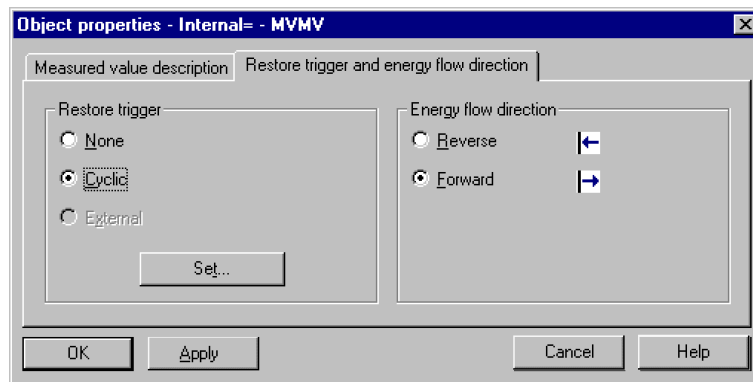 Object properties - Internal= - MVMV
Measured value description
Restore trigger and energy flow direction
Restore trigger
None
Cyclic
External
Set...
Energy flow direction
Reverse
Forward
OK
Apply
Cancel
Help